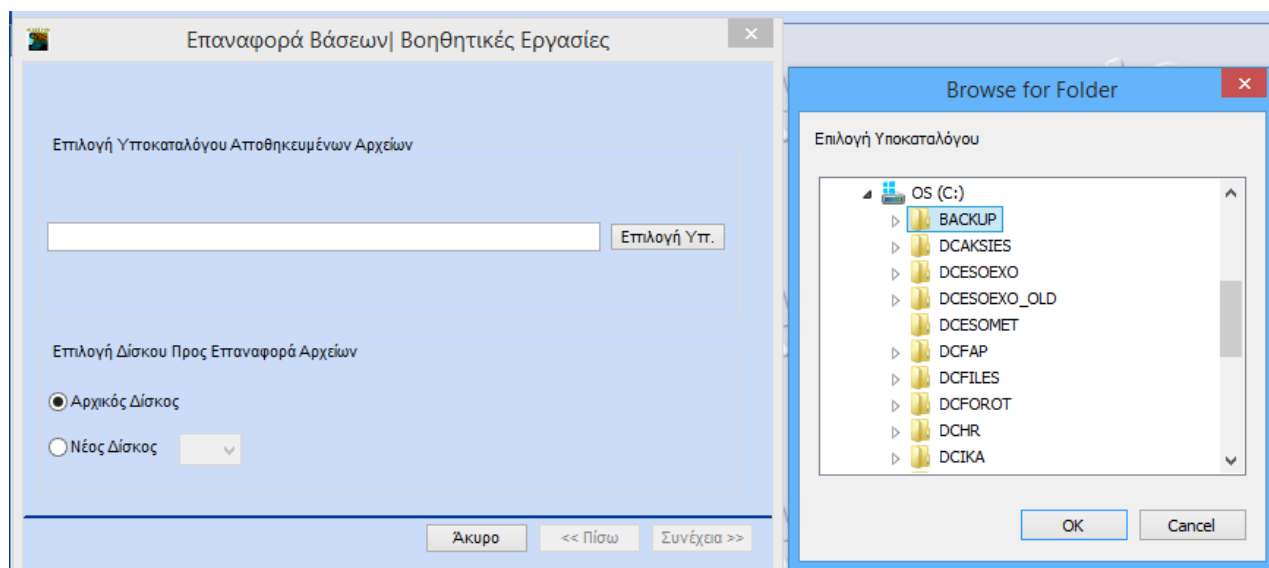 Επαναφορά Βάσεων| Βοηθητικές Εργασίες
Επιλογή Υποκαταλόγου Αποθηκευμένων Αρχείων
Επιλογή Υπ.
Επιλογή Δίσκου Προς Επαναφορά Αρχείων
Αρχικός Δίσκος
Νέος Δίσκος
Άκυρο
<< Πίσω
Συνέχεια >>
Browse for Folder
Επιλογή Υποκαταλόγου
OS (C:)
BACKUP
DCAKSIES
DCESOEXO
DCESOEXO_OLD
DCESOMET
DCFAP
DCFILES
DCFOROT
DCHR
DCIKA
OK
Cancel